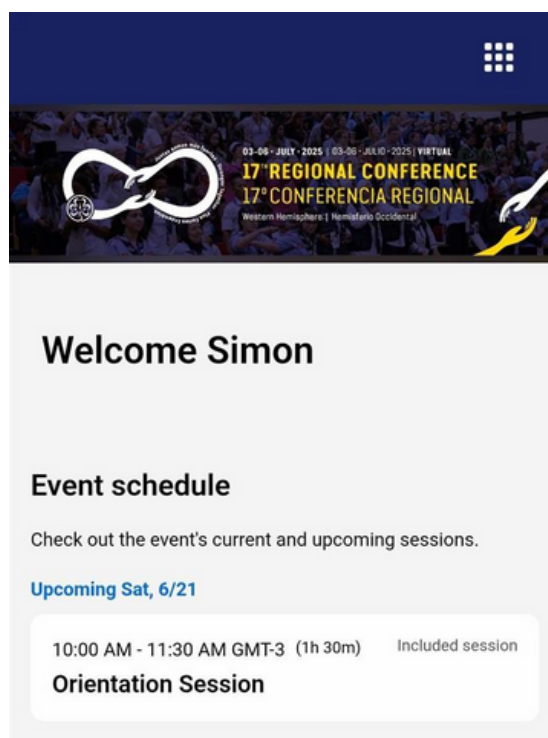 03-06 · JULY · 2025 | 03-06 · JULIO · 2025 | VIRTUAL
17TH REGIONAL CONFERENCE
17° CONFERENCIA REGIONAL
Western Hemisphere | Hemisferio Occidental
Welcome Simon
Event schedule
Check out the event's current and upcoming sessions.
Upcoming Sat, 6/21
10:00 AM - 11:30 AM GMT-3 (1h 30m) Included session
Orientation Session